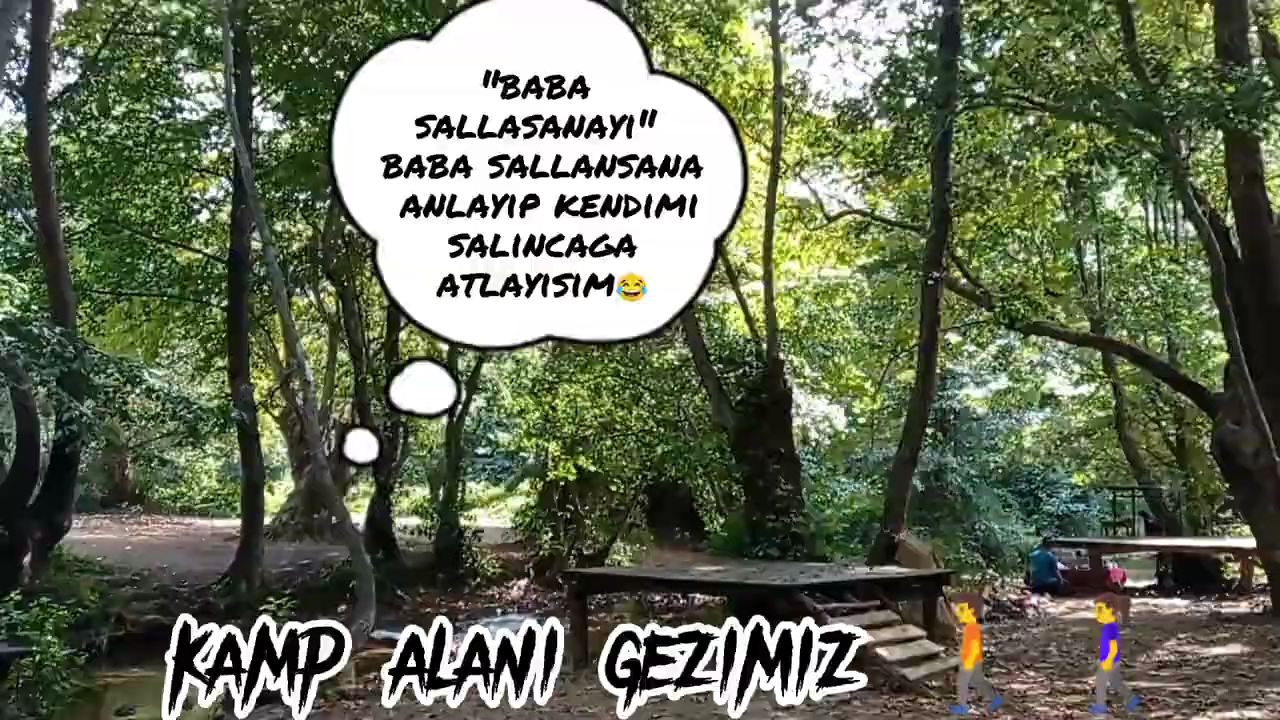 "BABA
SALLASANAYI"
BABA SALLANSANA
ANLAYIP KENDIMI
SALINCAGA
ATLAYISIM😂
KAMP ALANI GEZIMIZ